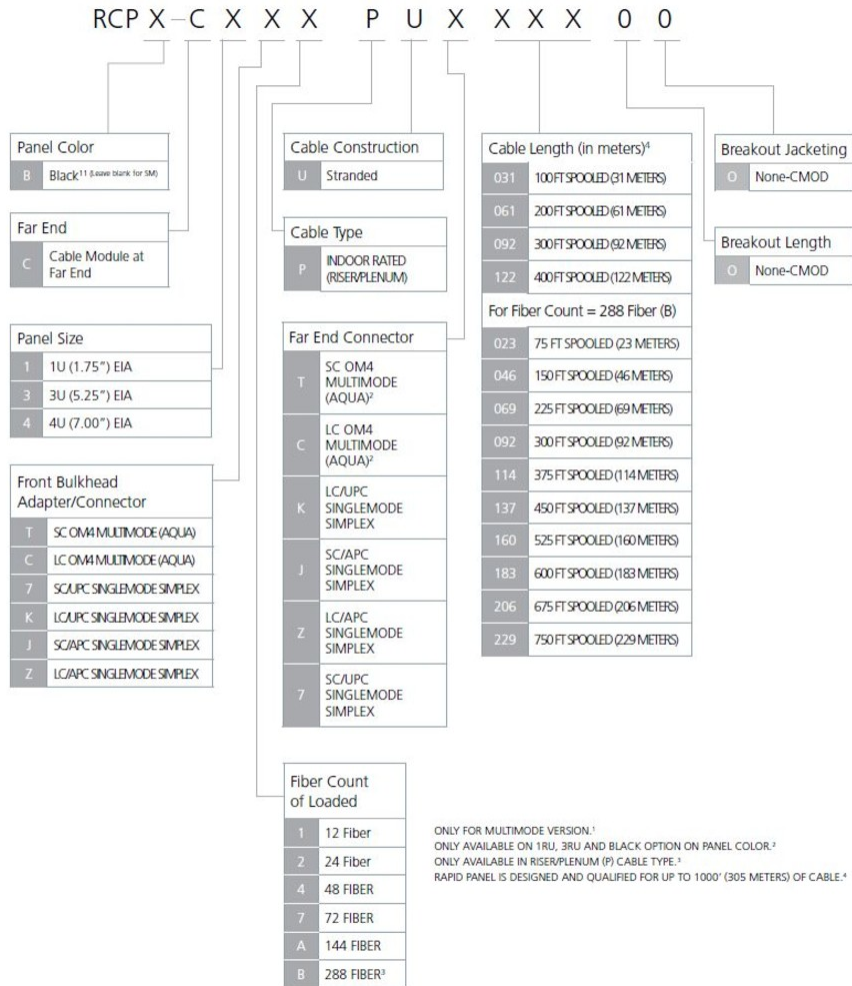 RCP X – C X X X P U X X X X 0 0
Panel Color
B Black¹¹ (Leave blank for SM)
Far End
C Cable Module at
Far End
Panel Size
1 1U (1.75”) EIA
3 3U (5.25”) EIA
4 4U (7.00”) EIA
Front Bulkhead
Adapter/Connector
T SC OM4 MULTIMODE (AQUA)
C LC OM4 MULTIMODE (AQUA)
7 SC/UPC SINGLEMODE SIMPLEX
K LC/UPC SINGLEMODE SIMPLEX
J SC/APC SINGLEMODE SIMPLEX
Z LC/APC SINGLEMODE SIMPLEX
Cable Construction
U Stranded
Cable Type
P INDOOR RATED
(RISER/PLENUM)
Far End Connector
T SC OM4
MULTIMODE
(AQUA)²
C LC OM4
MULTIMODE
(AQUA)²
K LC/UPC
SINGLEMODE
SIMPLEX
J SC/APC
SINGLEMODE
SIMPLEX
Z LC/APC
SINGLEMODE
SIMPLEX
7 SC/UPC
SINGLEMODE
SIMPLEX
Cable Length (in meters)⁴
031 100 FT SPOOLED (31 METERS)
061 200 FT SPOOLED (61 METERS)
092 300 FT SPOOLED (92 METERS)
122 400 FT SPOOLED (122 METERS)
For Fiber Count = 288 Fiber (B)
023 75 FT SPOOLED (23 METERS)
046 150 FT SPOOLED (46 METERS)
069 225 FT SPOOLED (69 METERS)
092 300 FT SPOOLED (92 METERS)
114 375 FT SPOOLED (114 METERS)
137 450 FT SPOOLED (137 METERS)
160 525 FT SPOOLED (160 METERS)
183 600 FT SPOOLED (183 METERS)
206 675 FT SPOOLED (206 METERS)
229 750 FT SPOOLED (229 METERS)
Breakout Jacketing
O None-CMOD
Breakout Length
O None-CMOD
Fiber Count
of Loaded
1 12 Fiber
2 24 Fiber
4 48 FIBER
7 72 FIBER
A 144 FIBER
B 288 FIBER³
ONLY FOR MULTIMODE VERSION.¹
ONLY AVAILABLE ON 1RU, 3RU AND BLACK OPTION ON PANEL COLOR.²
ONLY AVAILABLE IN RISER/PLENUM (P) CABLE TYPE.³
RAPID PANEL IS DESIGNED AND QUALIFIED FOR UP TO 1000’ (305 METERS) OF CABLE.⁴